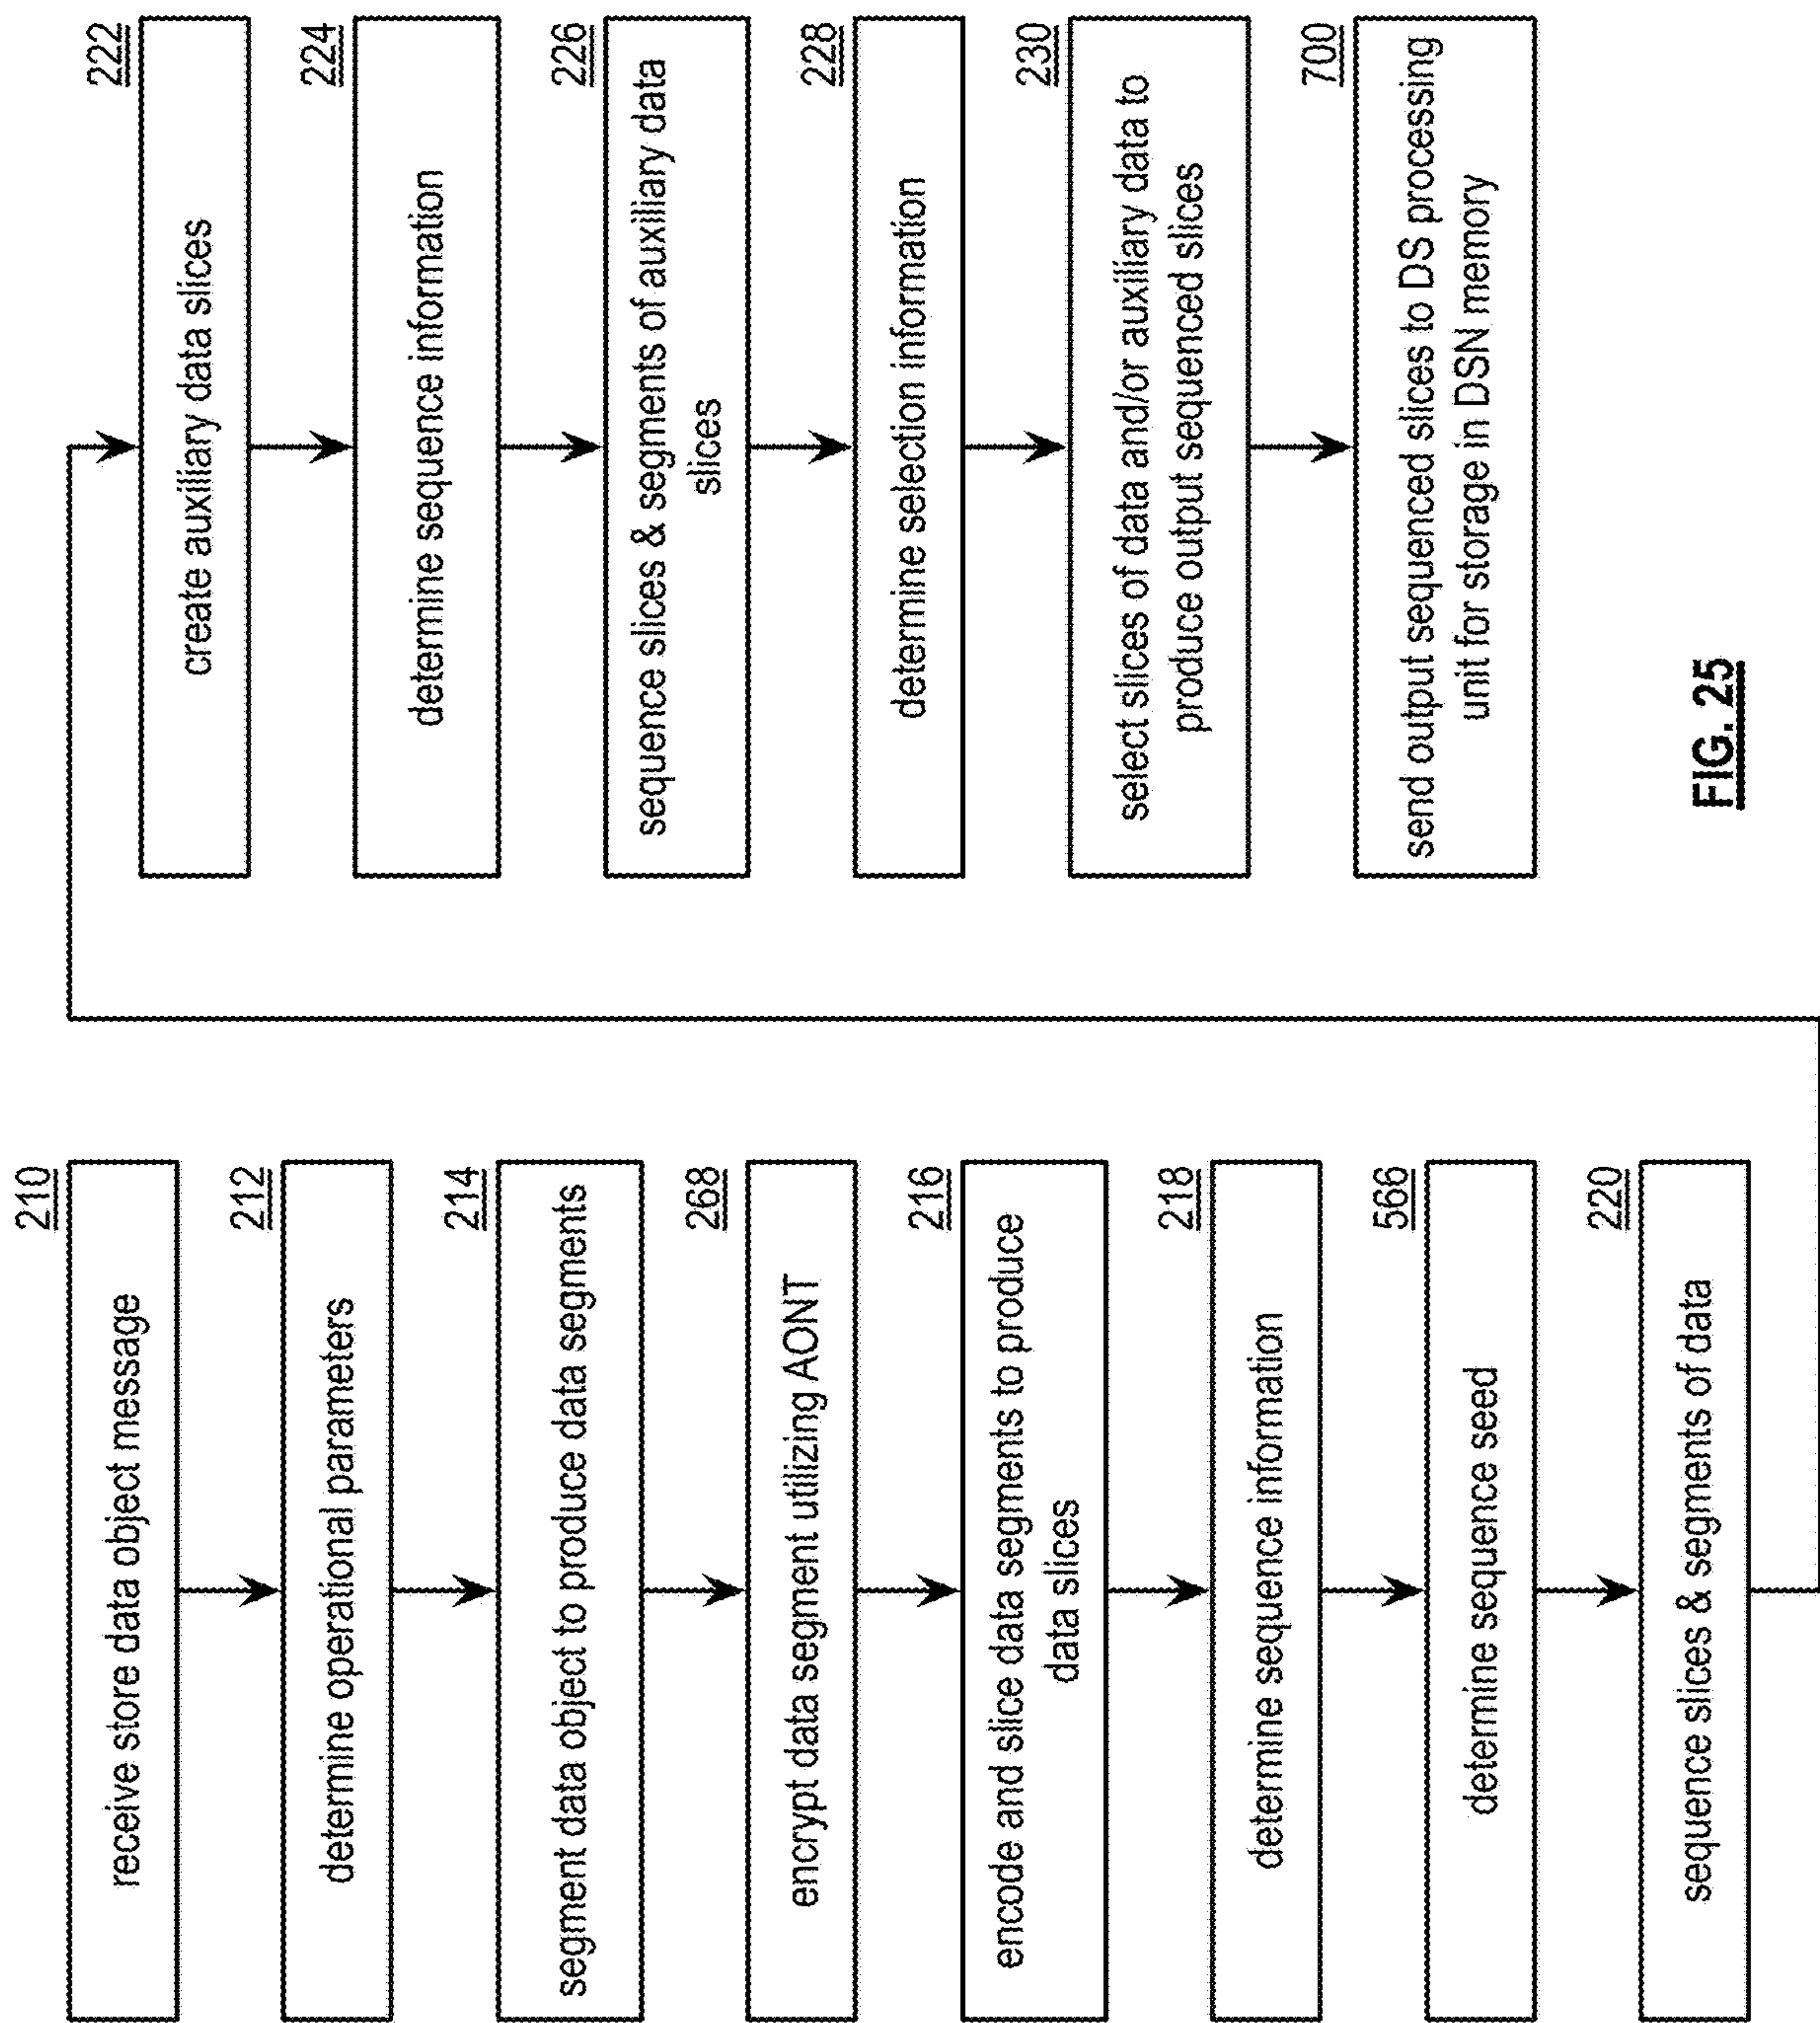 210
receive store data object message
212
determine operational parameters
214
segment data object to produce data segments
268
encrypt data segment utilizing AONT
216
encode and slice data segments to produce
data slices
218
determine sequence information
566
determine sequence seed
220
sequence slices & segments of data
222
create auxiliary data slices
224
determine sequence information
226
sequence slices & segments of auxiliary data
slices
228
determine selection information
230
select slices of data and/or auxiliary data to
produce output sequenced slices
700
send output sequenced slices to DS processing
unit for storage in DSN memory
FIG. 25